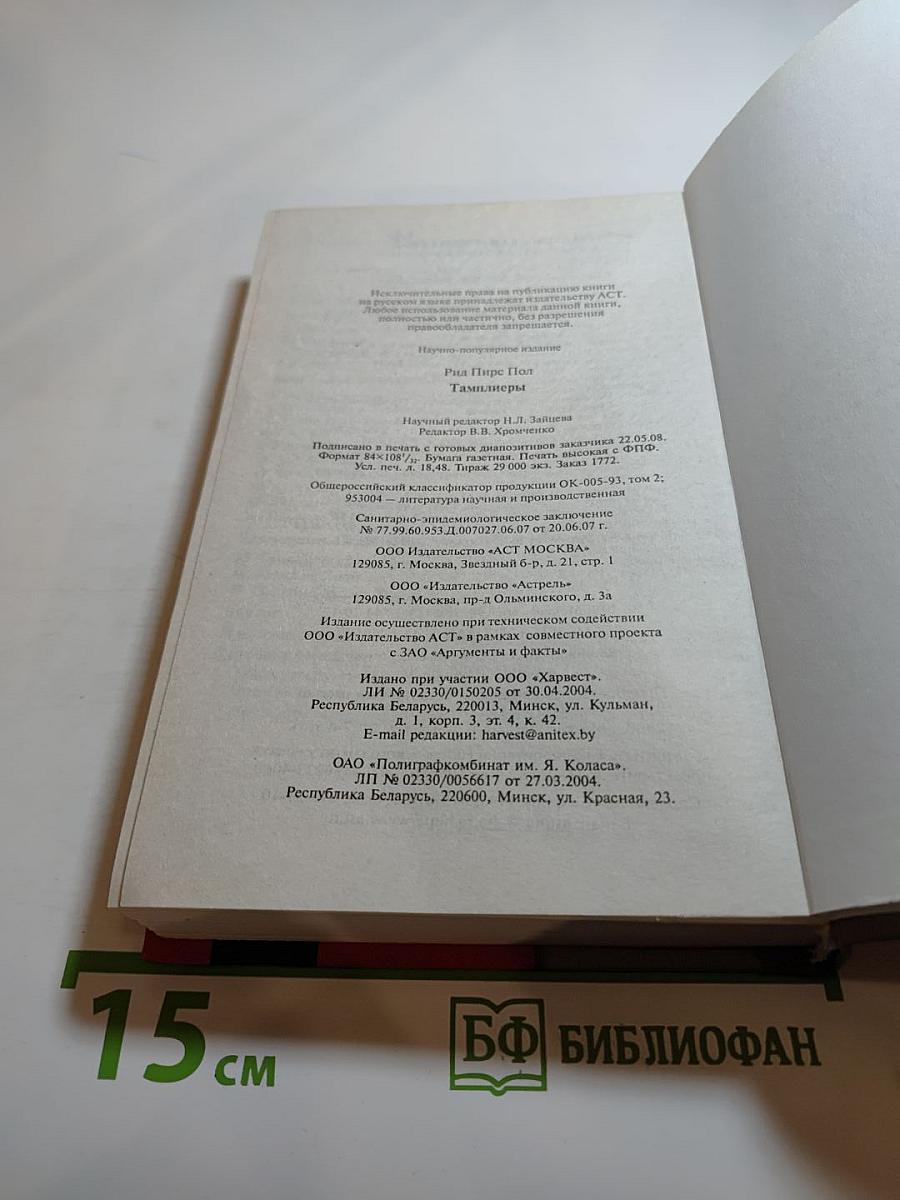 Исключительные права на публикацию книги
на русском языке принадлежат издательству АСТ.
Любое использование материала данной книги,
полностью или частично, без разрешения
правообладателя запрещается.
Научно-популярное издание
Рид Пирс Пол
Тамплиеры
Научный редактор Н.Л. Зайцева
Редактор В.В. Хромченко
Подписано в печать с готовых диапозитивов заказчика 22.05.08.
Формат 84×108¹/₃₂. Бумага газетная. Печать высокая с ФПФ.
Усл. печ. л. 18,48. Тираж 29 000 экз. Заказ 1772.
Общероссийский классификатор продукции ОК-005-93, том 2;
953004 — литература научная и производственная
Санитарно-эпидемиологическое заключение
№ 77.99.60.953.Д.007027.06.07 от 20.06.07 г.
ООО Издательство «АСТ МОСКВА»
129085, г. Москва, Звездный б-р, д. 21, стр. 1
ООО «Издательство «Астрель»
129085, г. Москва, пр-д Ольминского, д. 3а
Издание осуществлено при техническом содействии
ООО «Издательство АСТ» в рамках совместного проекта
с ЗАО «Аргументы и факты»
Издано при участии ООО «Харвест».
ЛИ № 02330/0150205 от 30.04.2004.
Республика Беларусь, 220013, Минск, ул. Кульман,
д. 1, корп. 3, эт. 4, к. 42.
E-mail редакции: harvest@anitex.by
ОАО «Полиграфкомбинат им. Я. Коласа».
ЛП № 02330/0056617 от 27.03.2004.
Республика Беларусь, 220600, Минск, ул. Красная, 23.
15 см
БФ БИБЛИОФАН